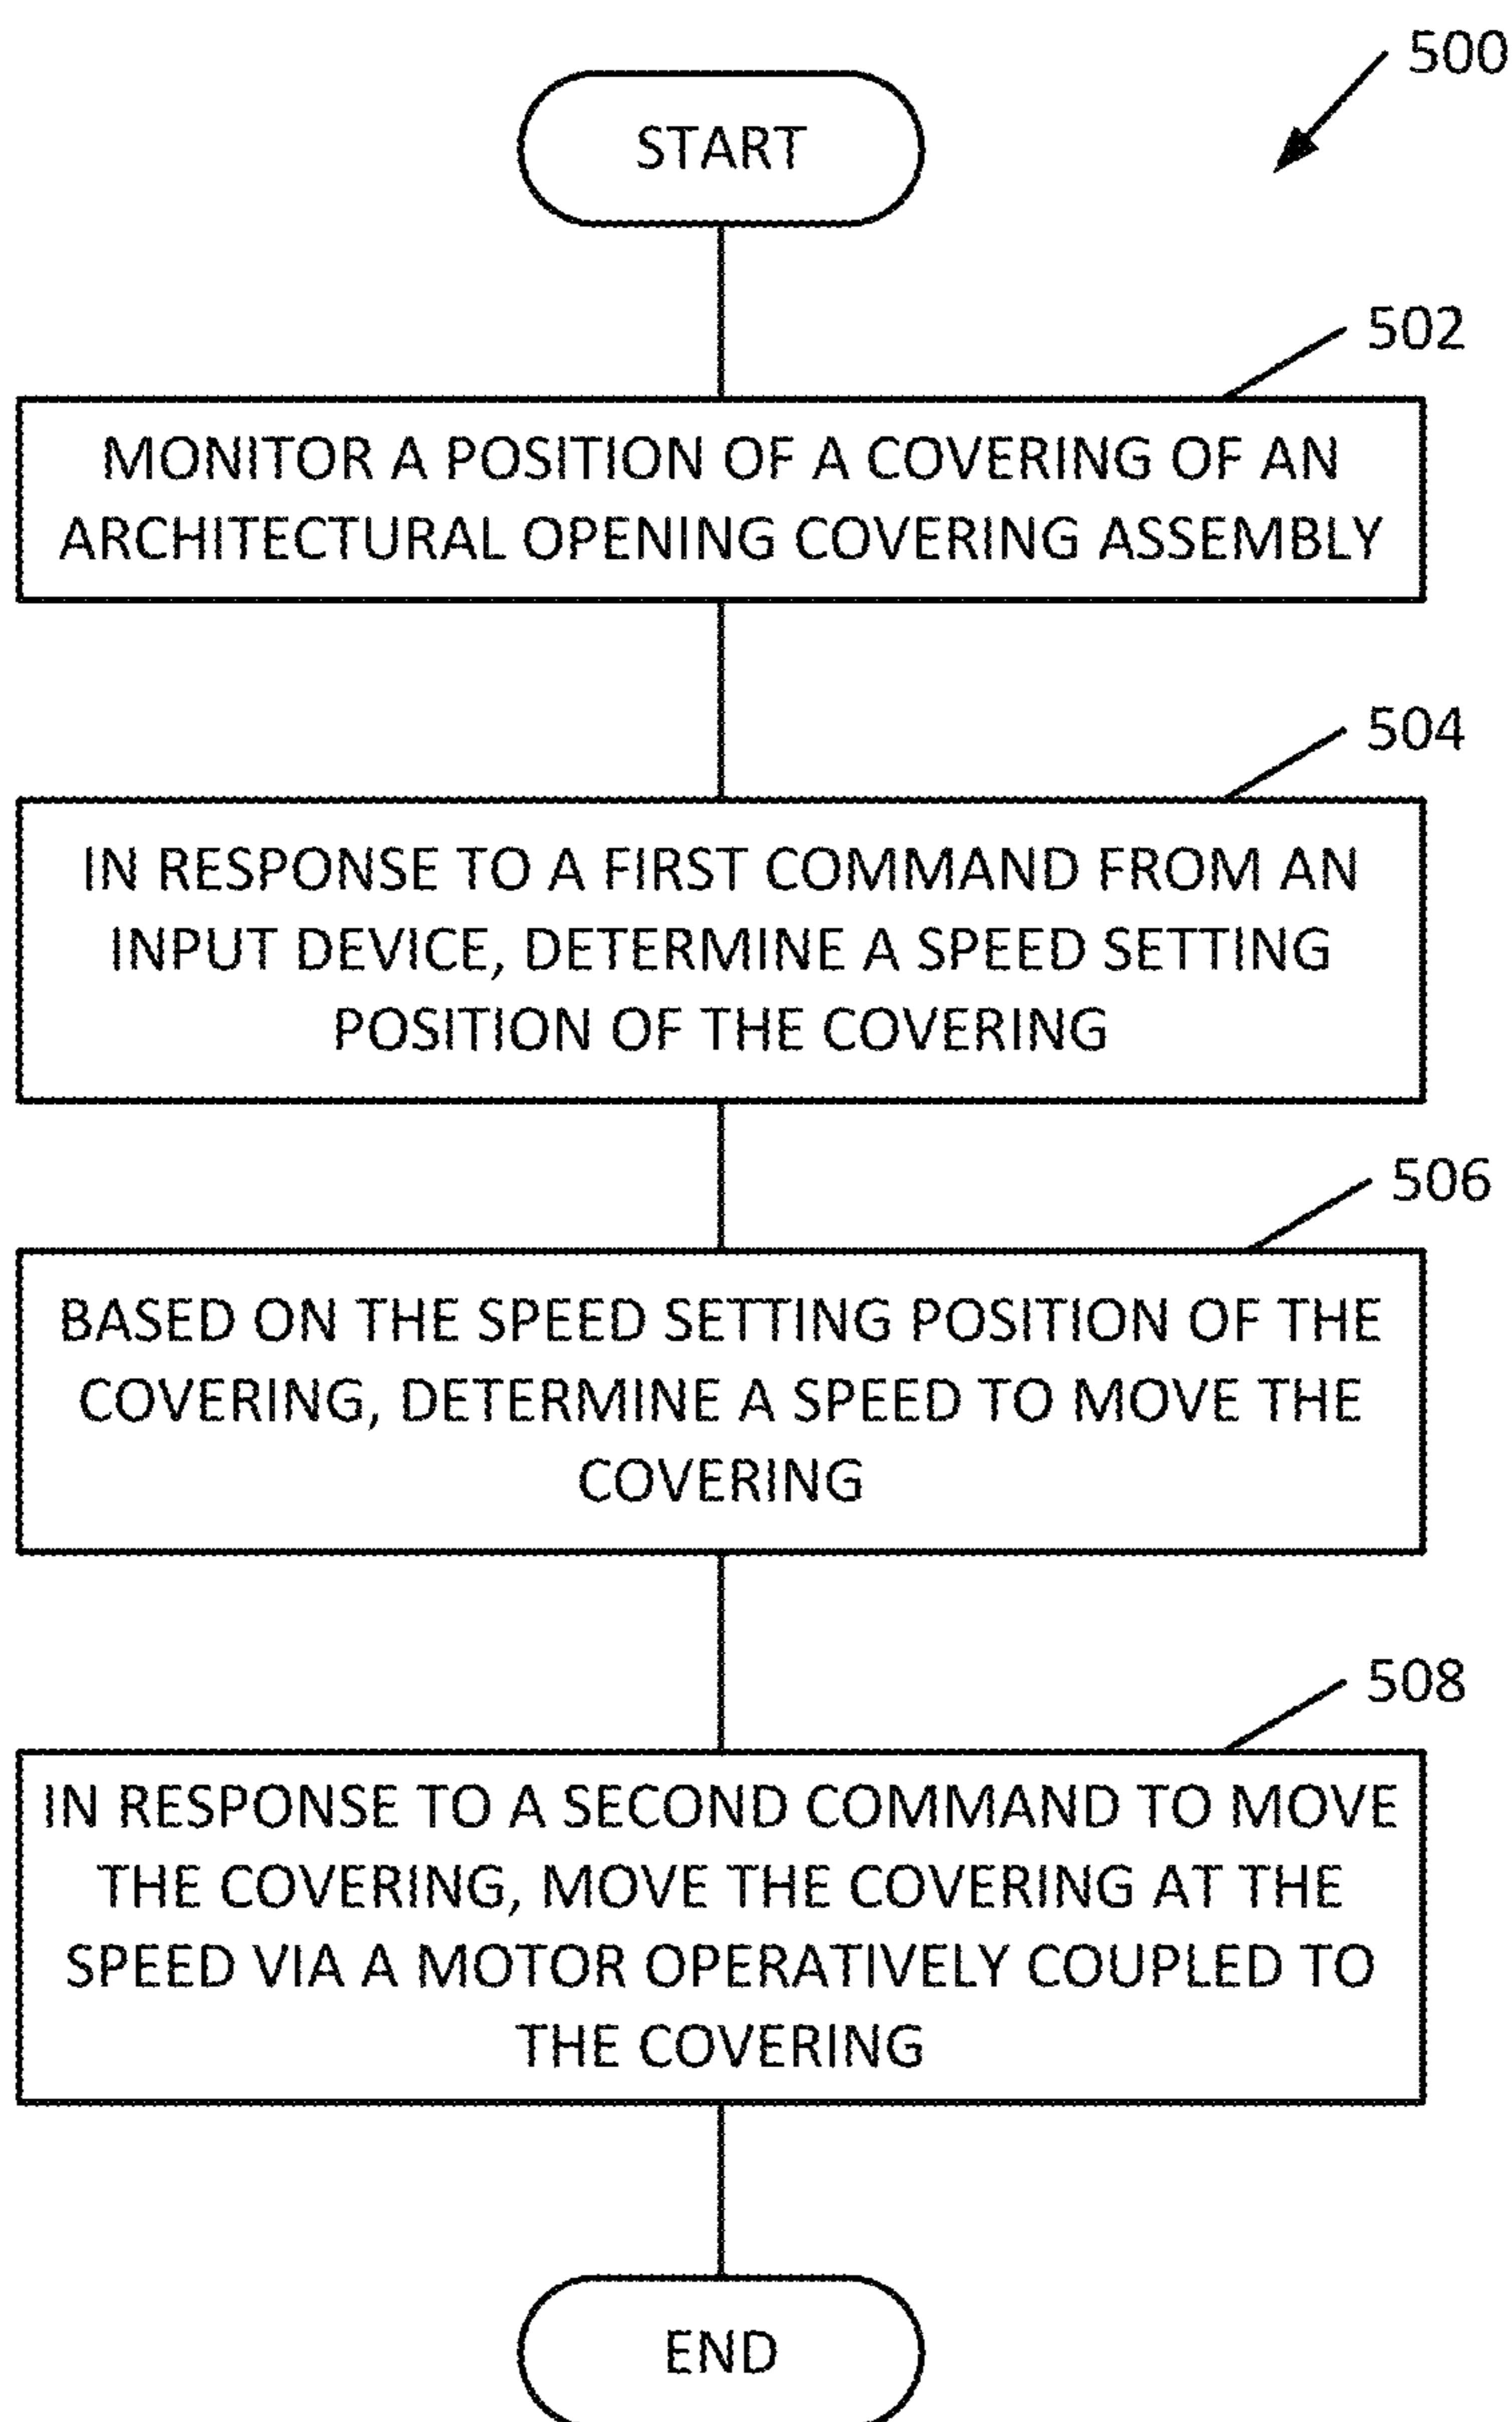 500
START
502
MONITOR A POSITION OF A COVERING OF AN
ARCHITECTURAL OPENING COVERING ASSEMBLY
504
IN RESPONSE TO A FIRST COMMAND FROM AN
INPUT DEVICE, DETERMINE A SPEED SETTING
POSITION OF THE COVERING
506
BASED ON THE SPEED SETTING POSITION OF THE
COVERING, DETERMINE A SPEED TO MOVE THE
COVERING
508
IN RESPONSE TO A SECOND COMMAND TO MOVE
THE COVERING, MOVE THE COVERING AT THE
SPEED VIA A MOTOR OPERATIVELY COUPLED TO
THE COVERING
END